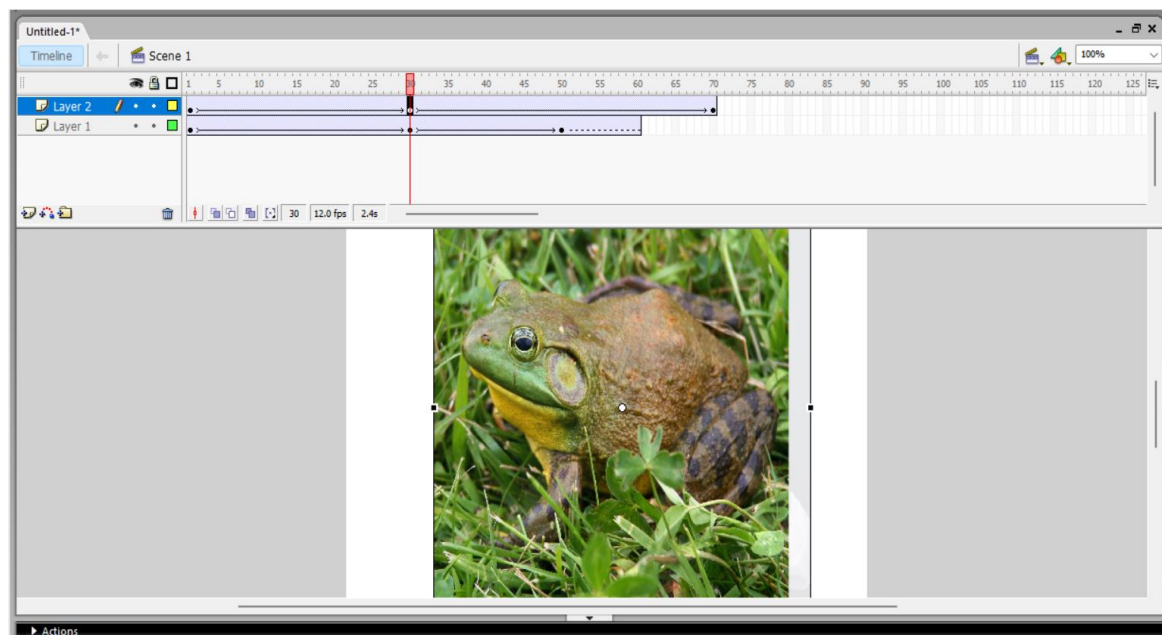 Untitled-1*
Timeline Scene 1 100%
1 5 10 15 20 25 30 35 40 45 50 55 60 65 70 75 80 85 90 95 100 105 110 115 120 125
Layer 2
Layer 1
30 12.0 fps 2.4s
Actions